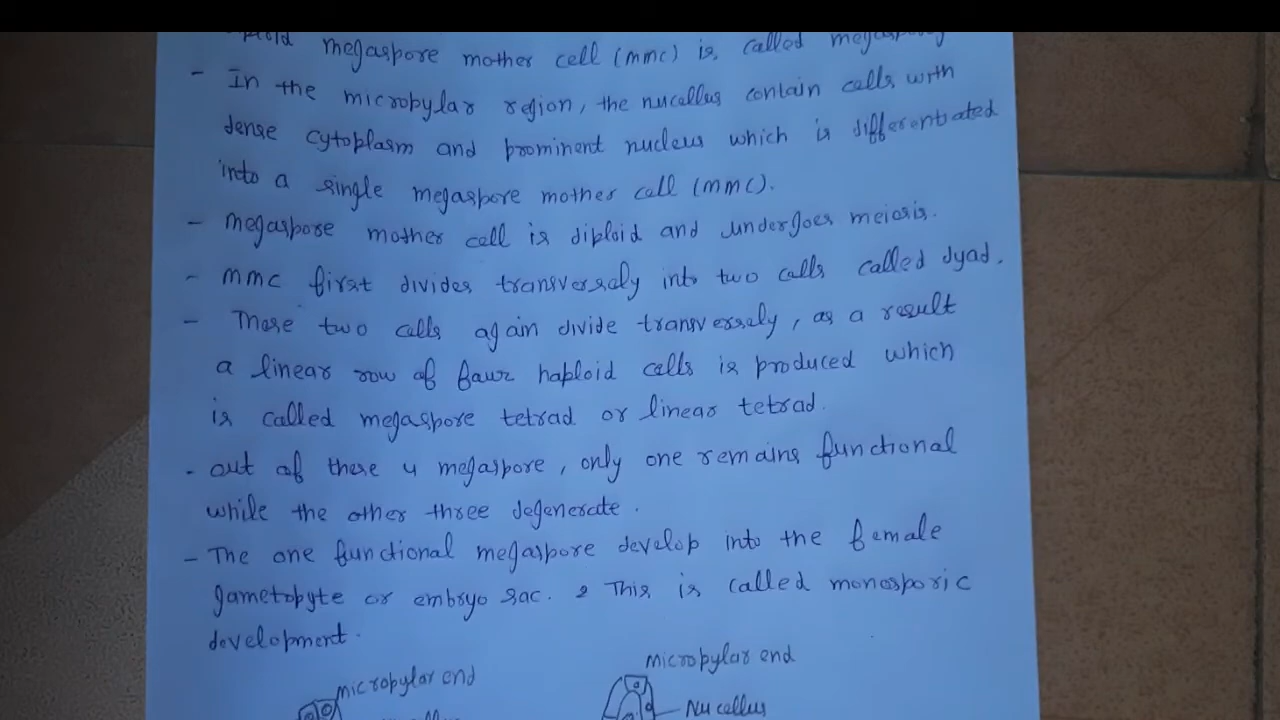 megaspore mother cell (mmc) is called
- In the micropylar region, the nucellus contain cells with
dense cytoplasm and prominent nucleus which is differentiated
into a single megaspore mother cell (mmc).
- megaspore mother cell is diploid and undergoes meiosis.
- mmc first divides transversely into two cells called dyad.
- These two cells again divide transversely, as a result
a linear row of four haploid cells is produced which
is called megaspore tetrad or linear tetrad.
- out of these 4 megaspore, only one remains functional
while the other three degenerate.
- The one functional megaspore develop into the female
gametopyte or embryo sac. & This is called monosporic
development.
micropylar end
Micropylar end
Nucellus